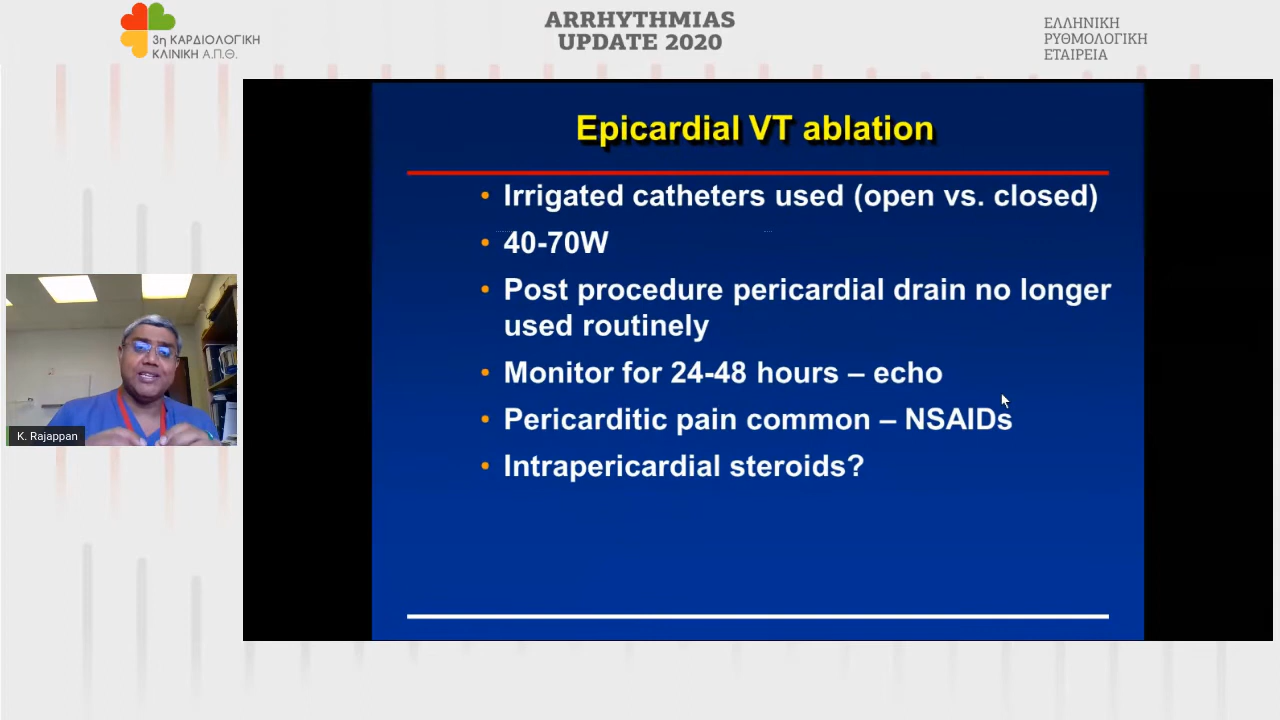 3η ΚΑΡΔΙΟΛΟΓΙΚΗ
ΚΛΙΝΙΚΗ Α.Π.Θ.
ARRHYTHMIAS
UPDATE 2020
ΕΛΛΗΝΙΚΗ
ΡΥΘΜΟΛΟΓΙΚΗ
ΕΤΑΙΡΕΙΑ
Epicardial VT ablation
• Irrigated catheters used (open vs. closed)
• 40-70W
• Post procedure pericardial drain no longer
used routinely
• Monitor for 24-48 hours – echo
• Pericarditic pain common – NSAIDs
• Intrapericardial steroids?
K. Rajappan